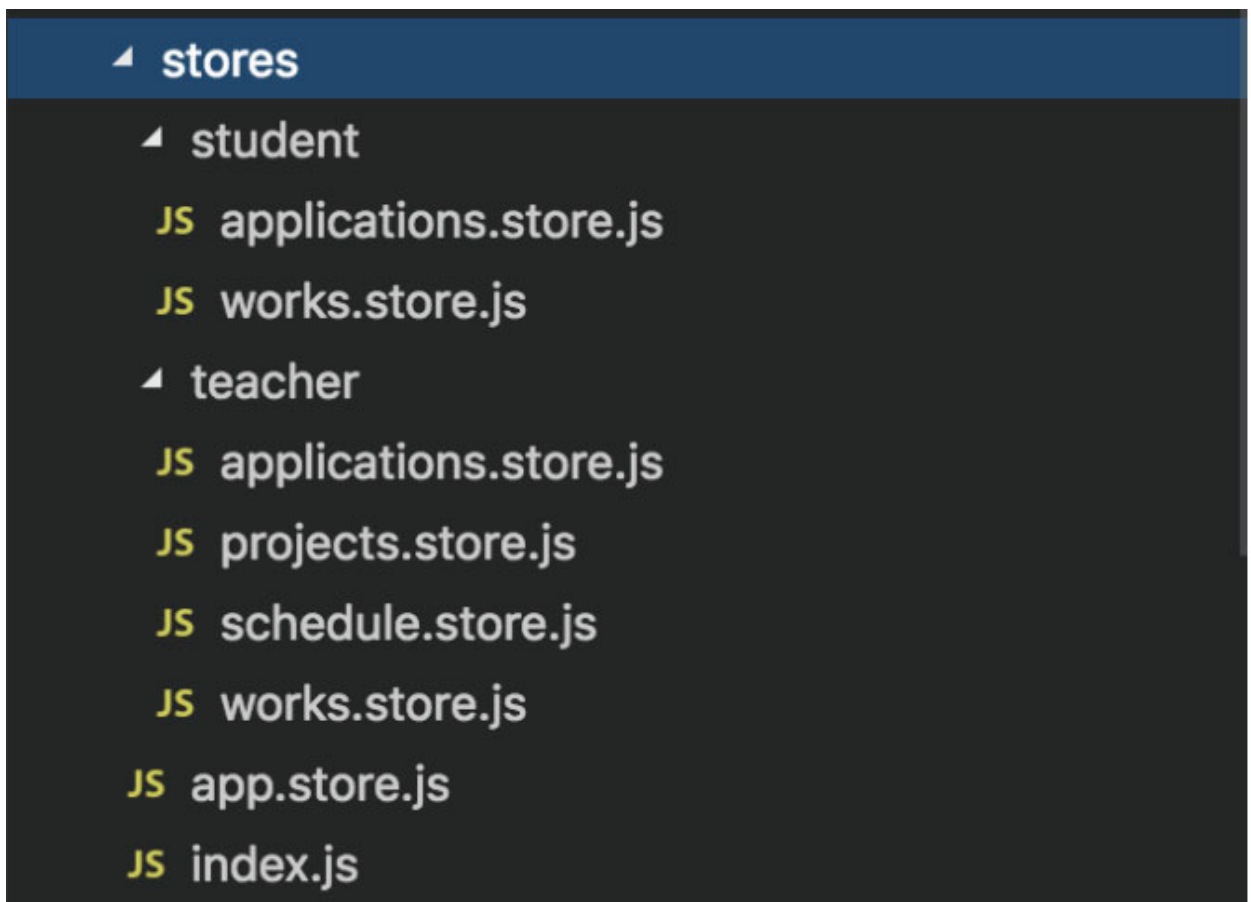 stores
student
JS applications.store.js
JS works.store.js
teacher
JS applications.store.js
JS projects.store.js
JS schedule.store.js
JS works.store.js
JS app.store.js
JS index.js